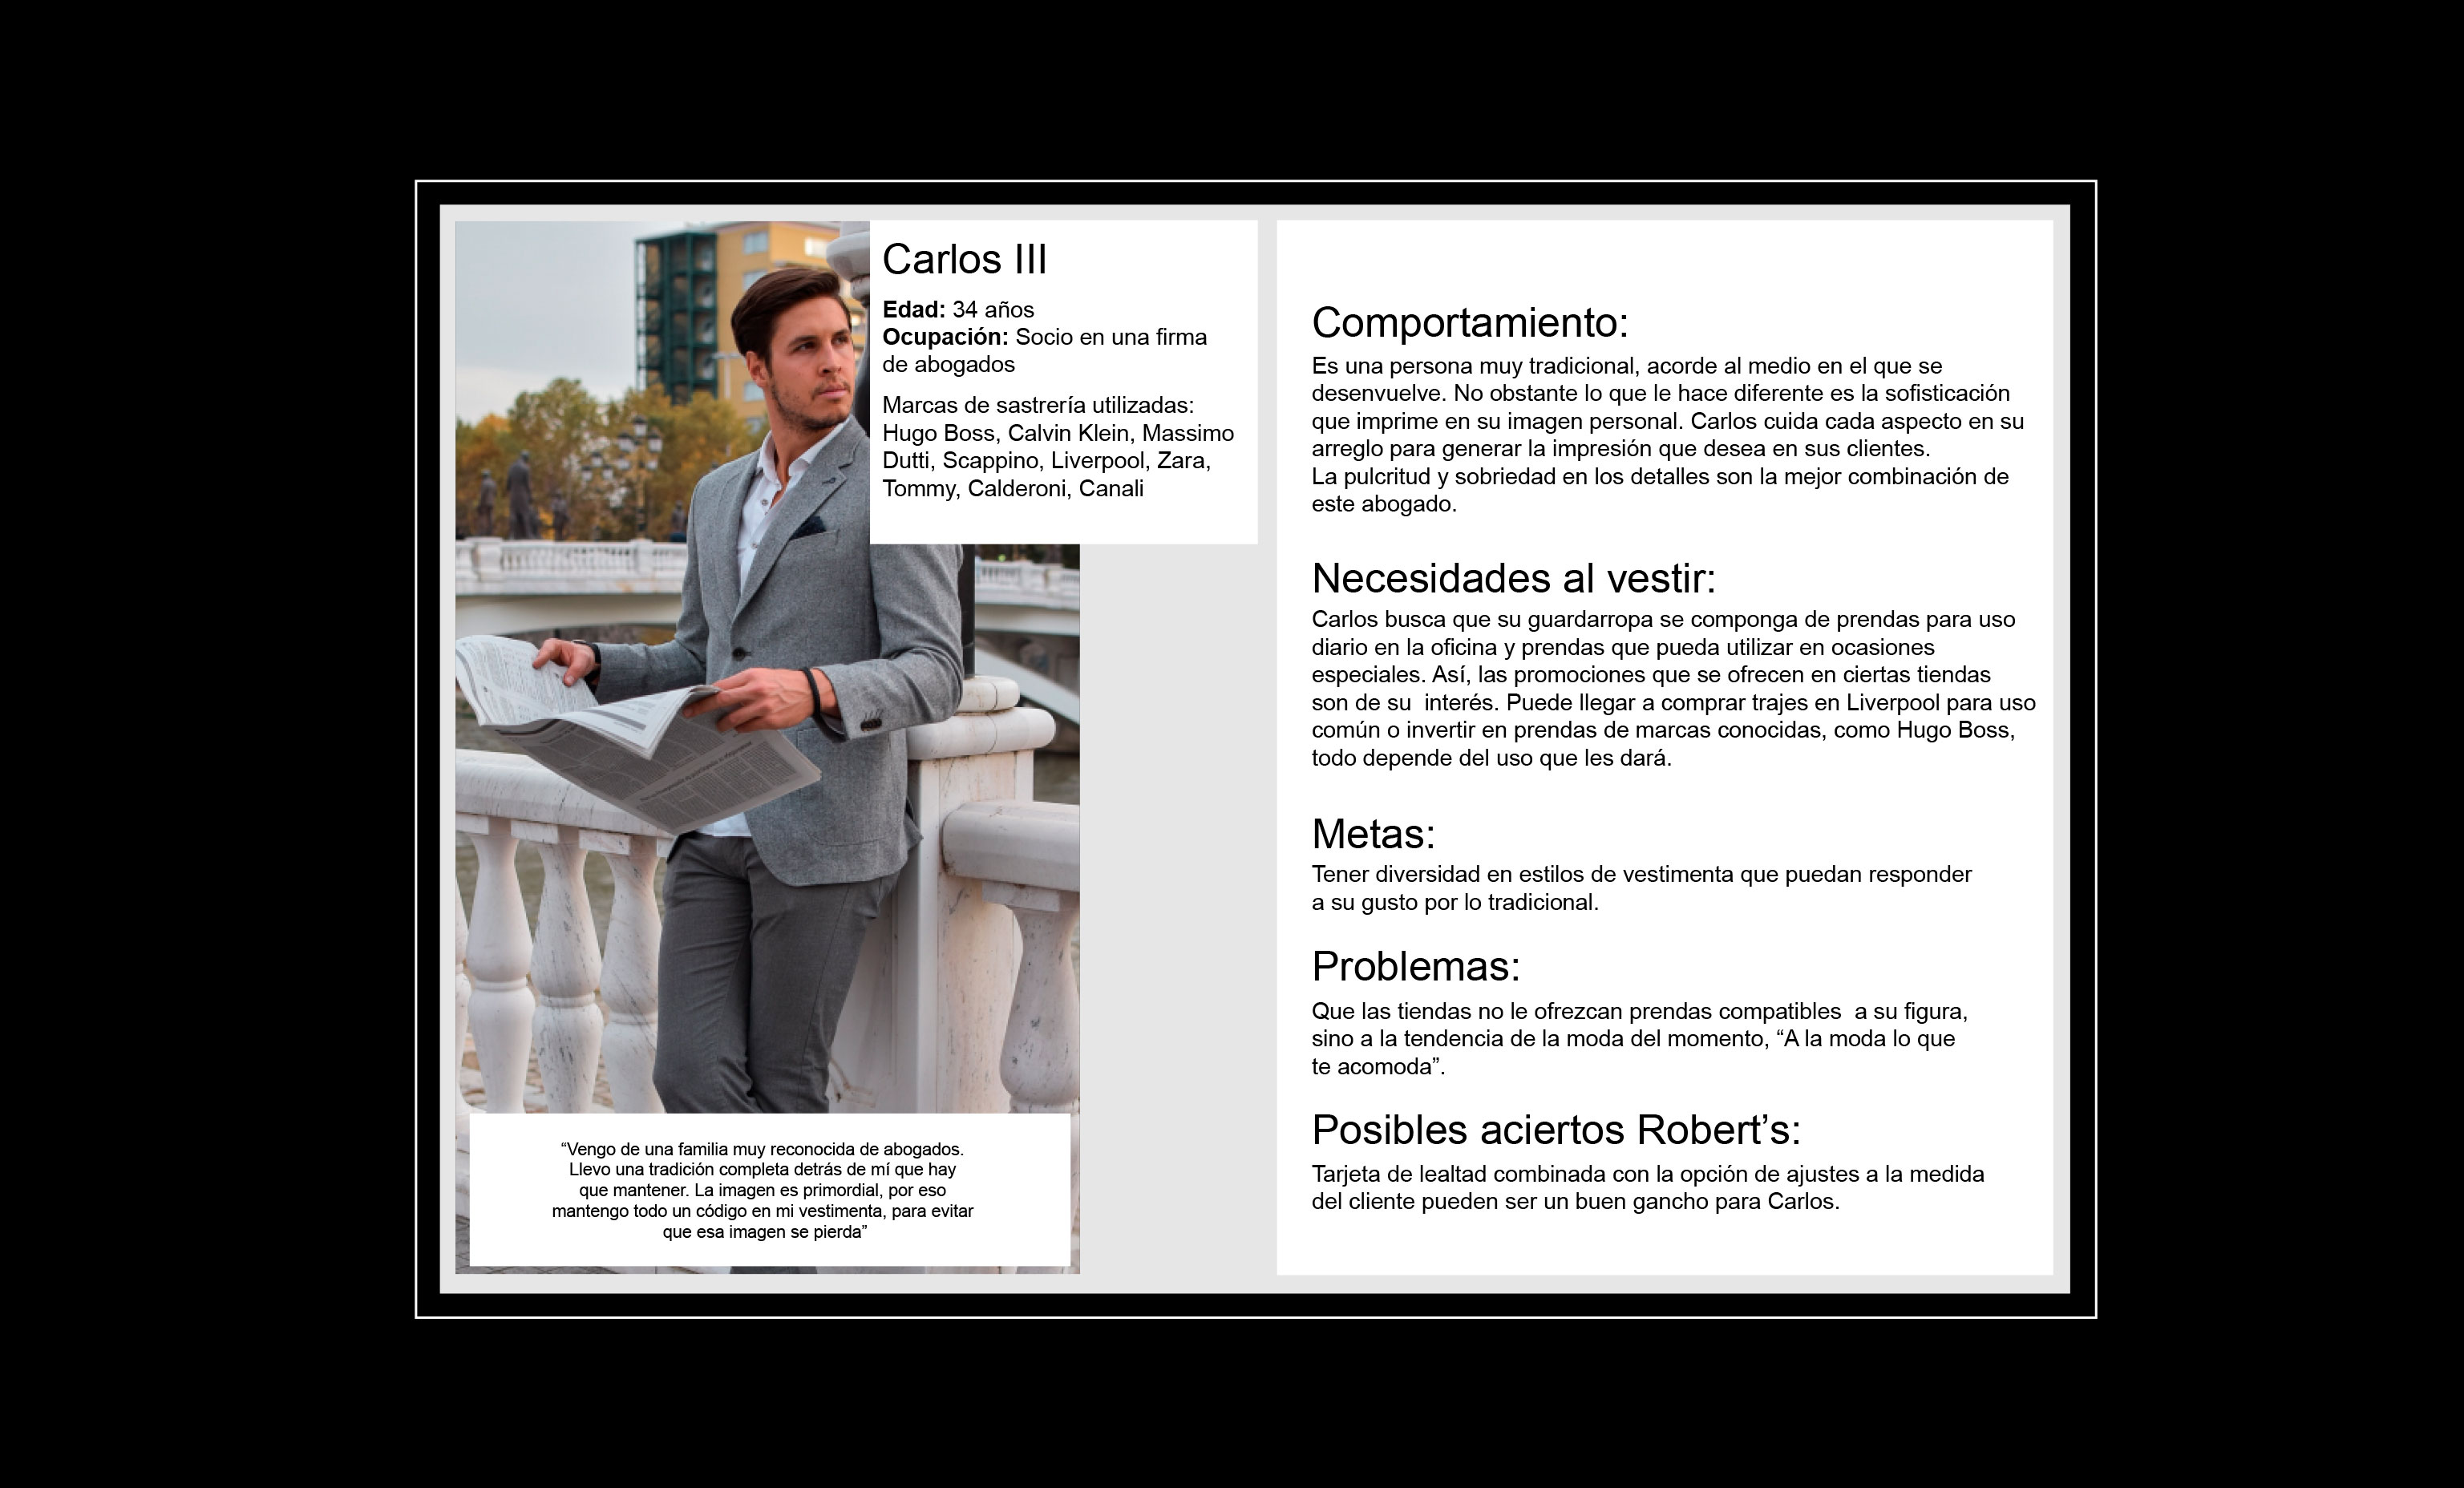 Carlos III
Edad: 34 años
Ocupación: Socio en una firma
de abogados
Marcas de sastrería utilizadas:
Hugo Boss, Calvin Klein, Massimo
Dutti, Scappino, Liverpool, Zara,
Tommy, Calderoni, Canali
“Vengo de una familia muy reconocida de abogados.
Llevo una tradición completa detrás de mí que hay
que mantener. La imagen es primordial, por eso
mantengo todo un código en mi vestimenta, para evitar
que esa imagen se pierda”
Comportamiento:
Es una persona muy tradicional, acorde al medio en el que se
desenvuelve. No obstante lo que le hace diferente es la sofisticación
que imprime en su imagen personal. Carlos cuida cada aspecto en su
arreglo para generar la impresión que desea en sus clientes.
La pulcritud y sobriedad en los detalles son la mejor combinación de
este abogado.
Necesidades al vestir:
Carlos busca que su guardarropa se componga de prendas para uso
diario en la oficina y prendas que pueda utilizar en ocasiones
especiales. Así, las promociones que se ofrecen en ciertas tiendas
son de su  interés. Puede llegar a comprar trajes en Liverpool para uso
común o invertir en prendas de marcas conocidas, como Hugo Boss,
todo depende del uso que les dará.
Metas:
Tener diversidad en estilos de vestimenta que puedan responder
a su gusto por lo tradicional.
Problemas:
Que las tiendas no le ofrezcan prendas compatibles  a su figura,
sino a la tendencia de la moda del momento, “A la moda lo que
te acomoda”.
Posibles aciertos Robert’s:
Tarjeta de lealtad combinada con la opción de ajustes a la medida
del cliente pueden ser un buen gancho para Carlos.